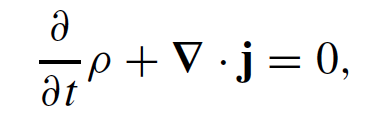 ∂/∂t ρ + ∇ · j = 0,